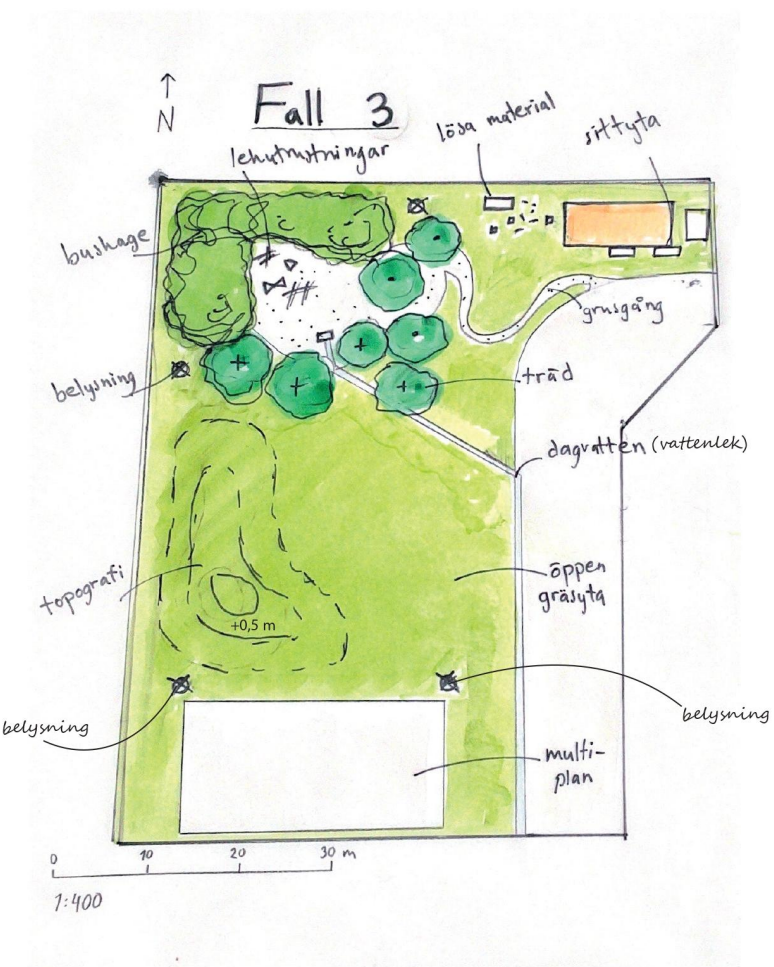 N
Fall 3
lekutrustningar
lösa material
sittyta
bushage
grusgång
belysning
träd
dagvatten (vattenlek)
topografi
öppen
gräsyta
+0,5 m
belysning
belysning
multi-
plan
0 10 20 30 m
1:400